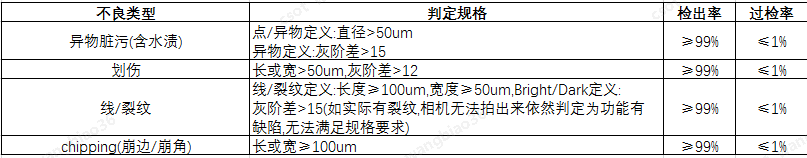 不良类型 判定规格 检出率 过检率
异物脏污(含水渍) 点/异物定义:直径>50um
异物定义:灰阶差>15 ≥99% ≤1%
划伤 长或宽>50um,灰阶差>12 ≥99% ≤1%
线/裂纹 线/裂纹定义:长度≥100um,宽度≥50um,Bright/Dark定义:
灰阶差>15(如实际有裂纹,相机无法拍出来依然判定为功能有
缺陷,无法满足规格要求) ≥99% ≤1%
chipping(崩边/崩角) 长或宽≥100um ≥99% ≤1%